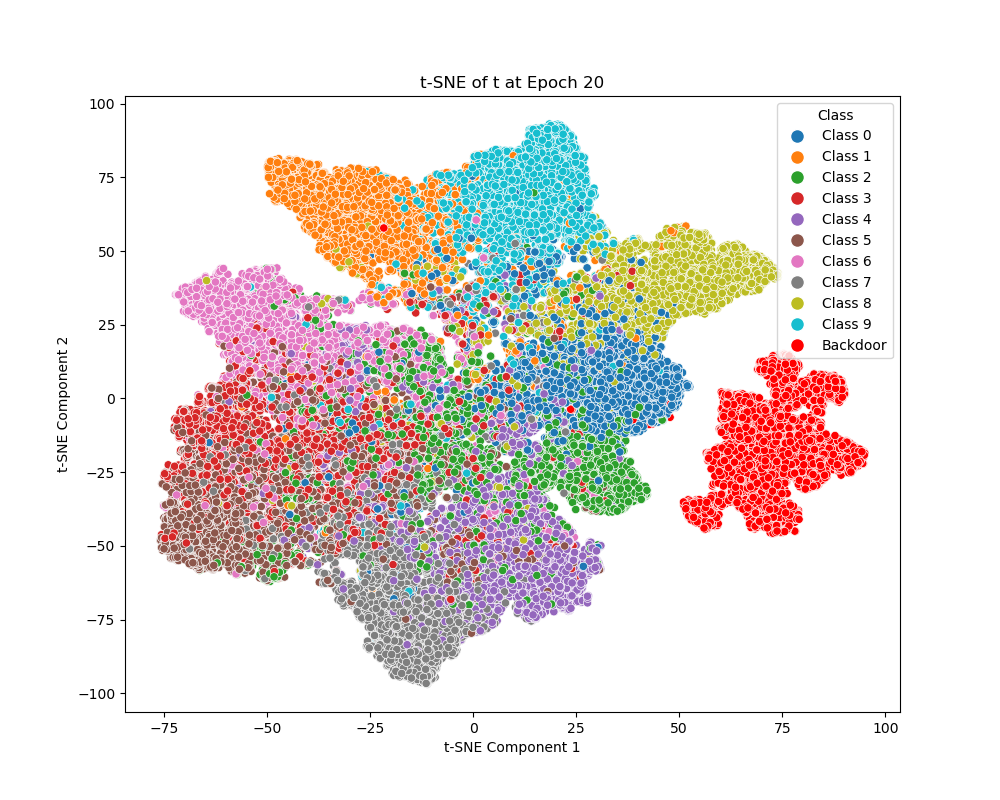 t-SNE of t at Epoch 20
100
75
50
25
0
−25
−50
−75
−100
t-SNE Component 2
−75
−50
−25
0
25
50
75
100
t-SNE Component 1
Class
Class 0
Class 1
Class 2
Class 3
Class 4
Class 5
Class 6
Class 7
Class 8
Class 9
Backdoor